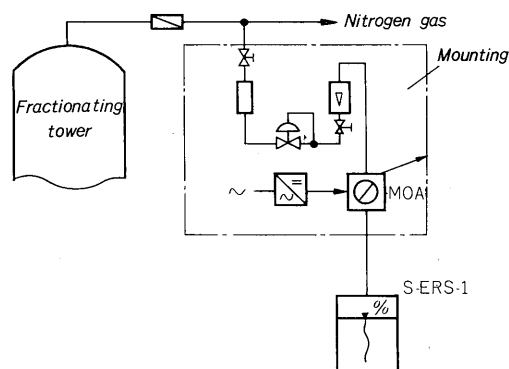 Nitrogen gas
Mounting
Fractionating
tower
MOA
S-ERS-1
%